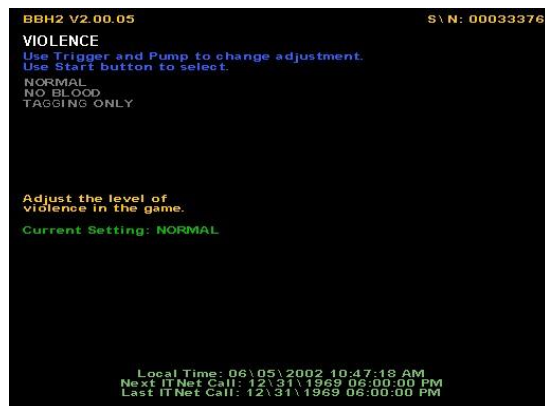 BBH2 V2.00.05 S\N: 00033376
VIOLENCE
Use Trigger and Pump to change adjustment.
Use Start button to select.
NORMAL
NO BLOOD
TAGGING ONLY
Adjust the level of
violence in the game.
Current Setting: NORMAL
Local Time: 06\05\2002 10:47:18 AM
Next ITNet Call: 12\31\1969 06:00:00 PM
Last ITNet Call: 12\31\1969 06:00:00 PM